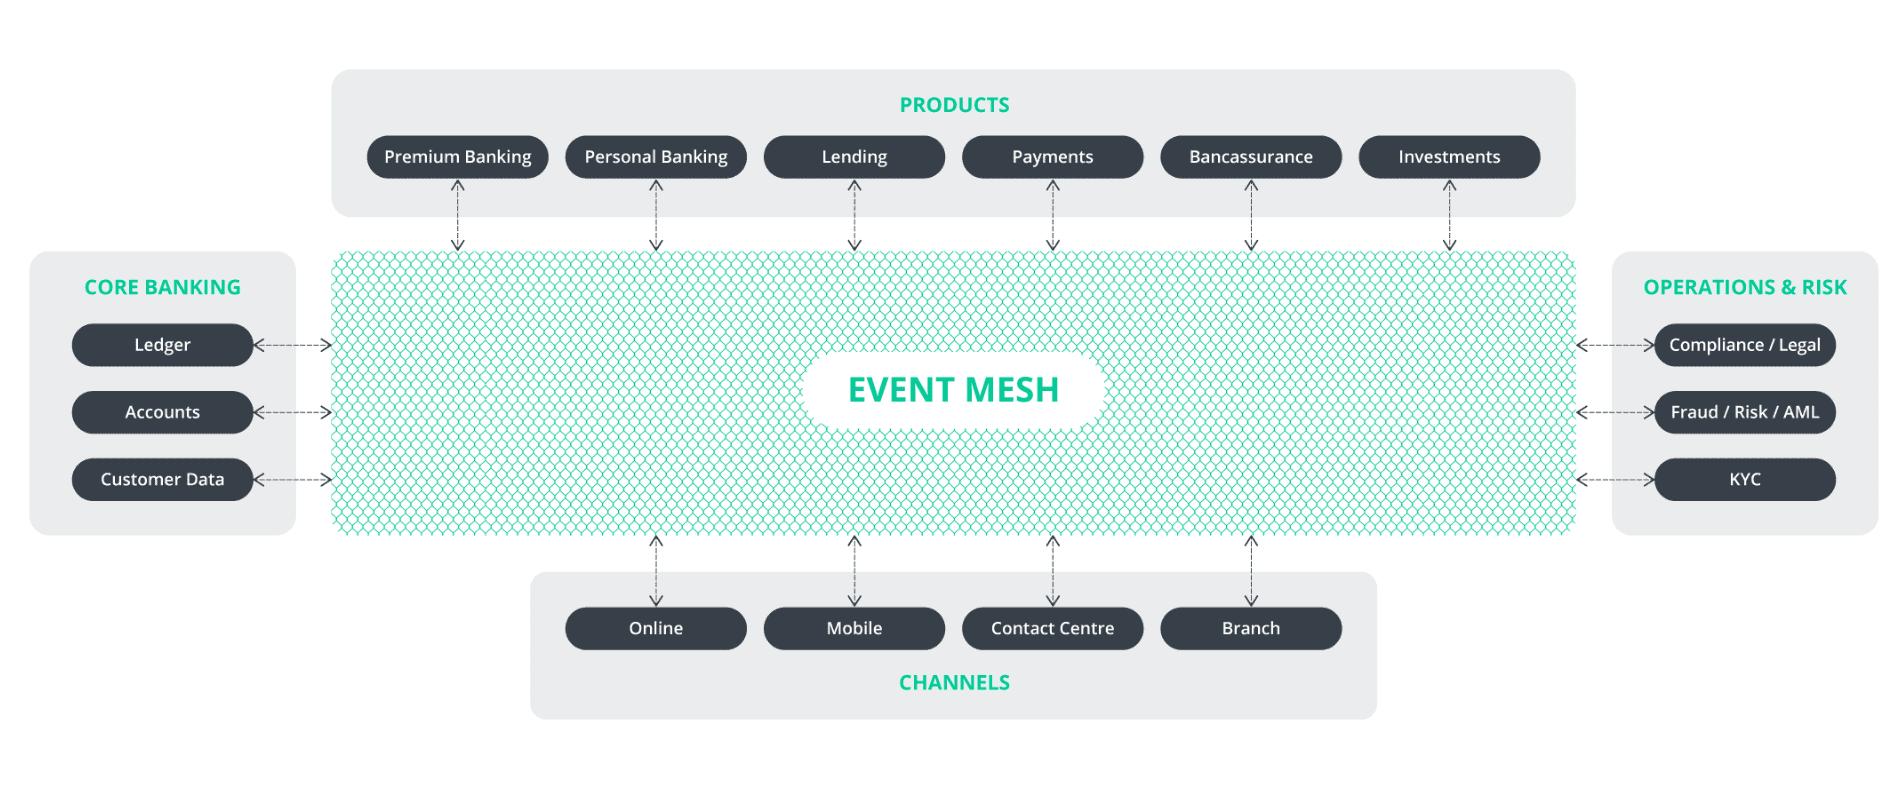 PRODUCTS
Premium Banking
Personal Banking
Lending
Payments
Bancassurance
Investments
CORE BANKING
Ledger
Accounts
Customer Data
EVENT MESH
OPERATIONS & RISK
Compliance / Legal
Fraud / Risk / AML
KYC
Online
Mobile
Contact Centre
Branch
CHANNELS